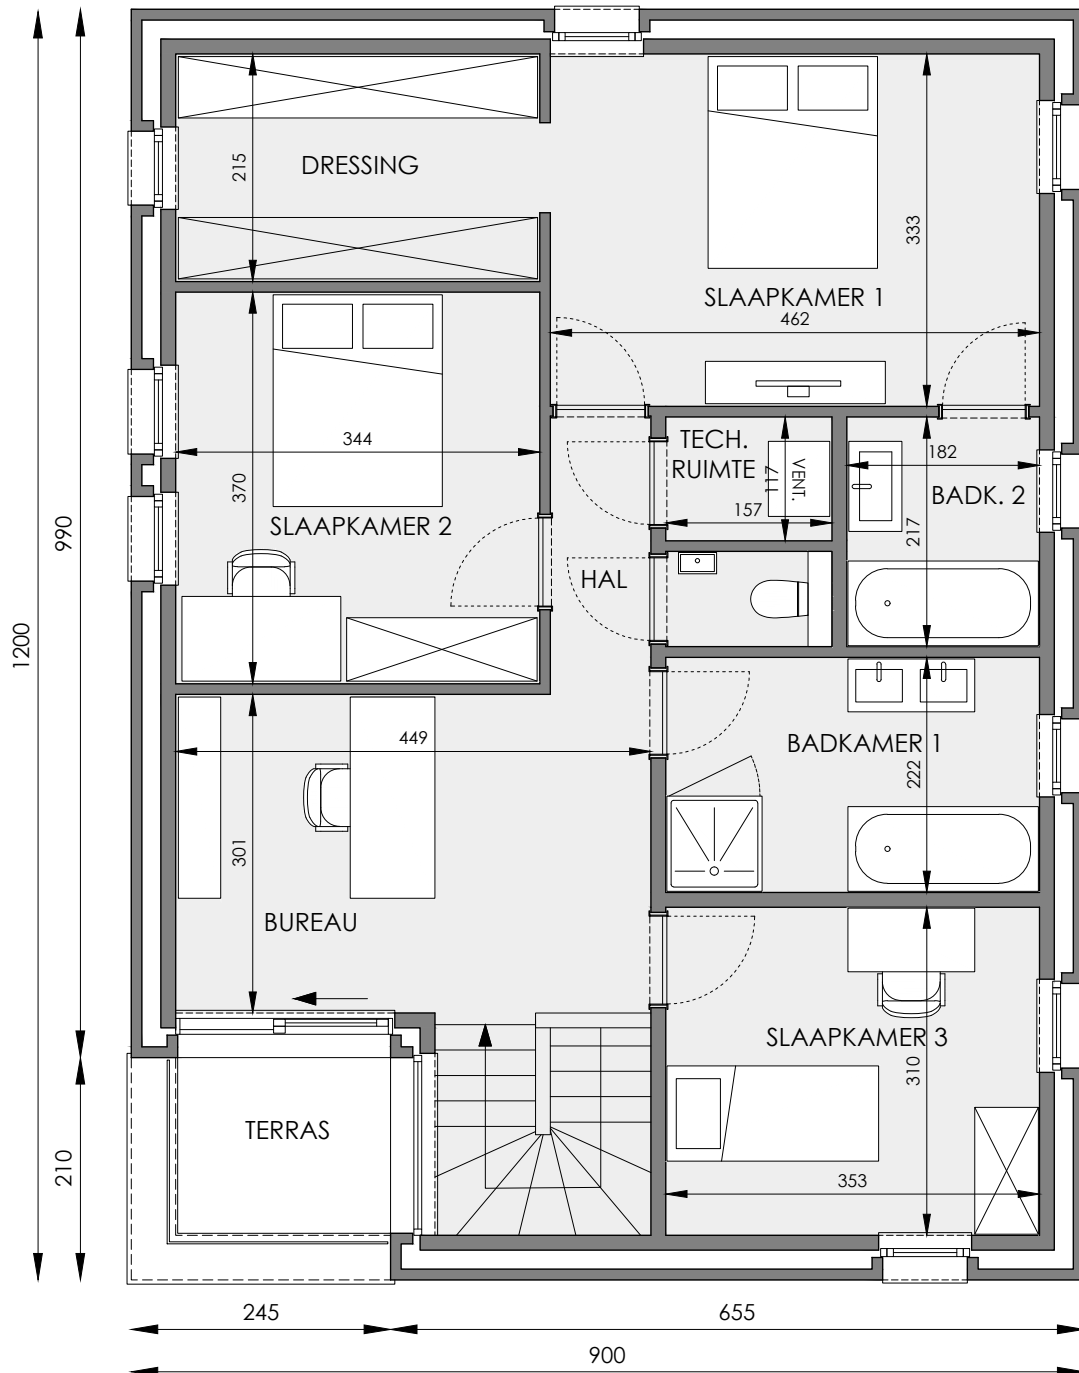 DRESSING
215
333
SLAAPKAMER 1
462
344
370
SLAAPKAMER 2
TECH.
RUIMTE
VENT.
117
157
182
BADK. 2
217
HAL
990
1200
449
BADKAMER 1
222
301
BUREAU
SLAAPKAMER 3
310
TERRAS
210
353
245
655
900